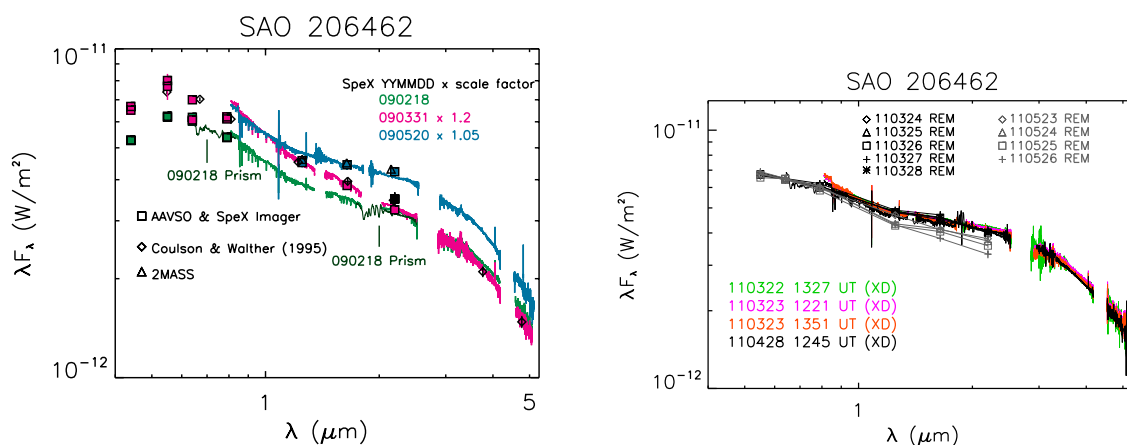 SAO 206462
10⁻¹¹
SpeX YYMMDD x scale factor
090218
090331 x 1.2
090520 x 1.05
090218 Prism
AAVSO & SpeX Imager
Coulson & Walther (1995)
2MASS
090218 Prism
10⁻¹²
λF_λ (W/m²)
1
5
λ (μm)
SAO 206462
10⁻¹¹
110324 REM
110325 REM
110326 REM
110327 REM
110328 REM
110523 REM
110524 REM
110525 REM
110526 REM
110322 1327 UT (XD)
110323 1221 UT (XD)
110323 1351 UT (XD)
110428 1245 UT (XD)
10⁻¹²
λF_λ (W/m²)
1
λ (μm)